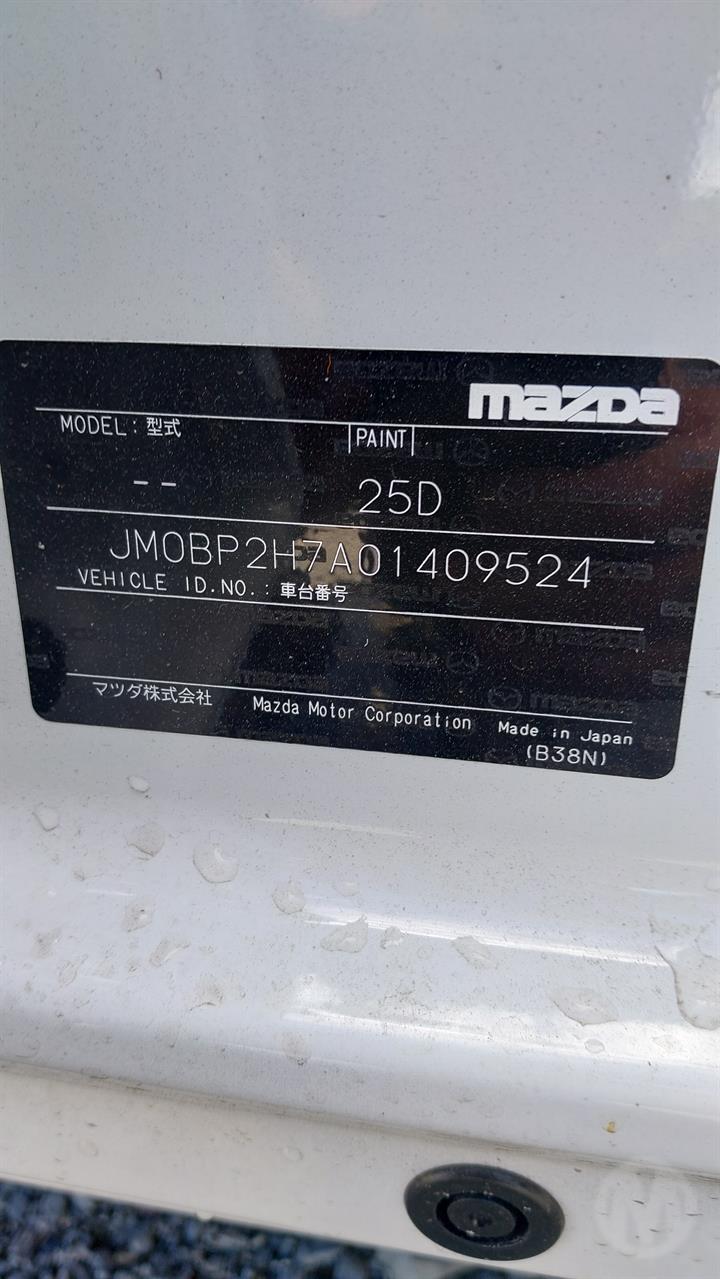 mazda
MODEL: 型式 PAINT
-- 25D
JM0BP2H7A01409524
VEHICLE ID.NO.: 車台番号
マツダ株式会社 Mazda Motor Corporation Made in Japan
(B38N)